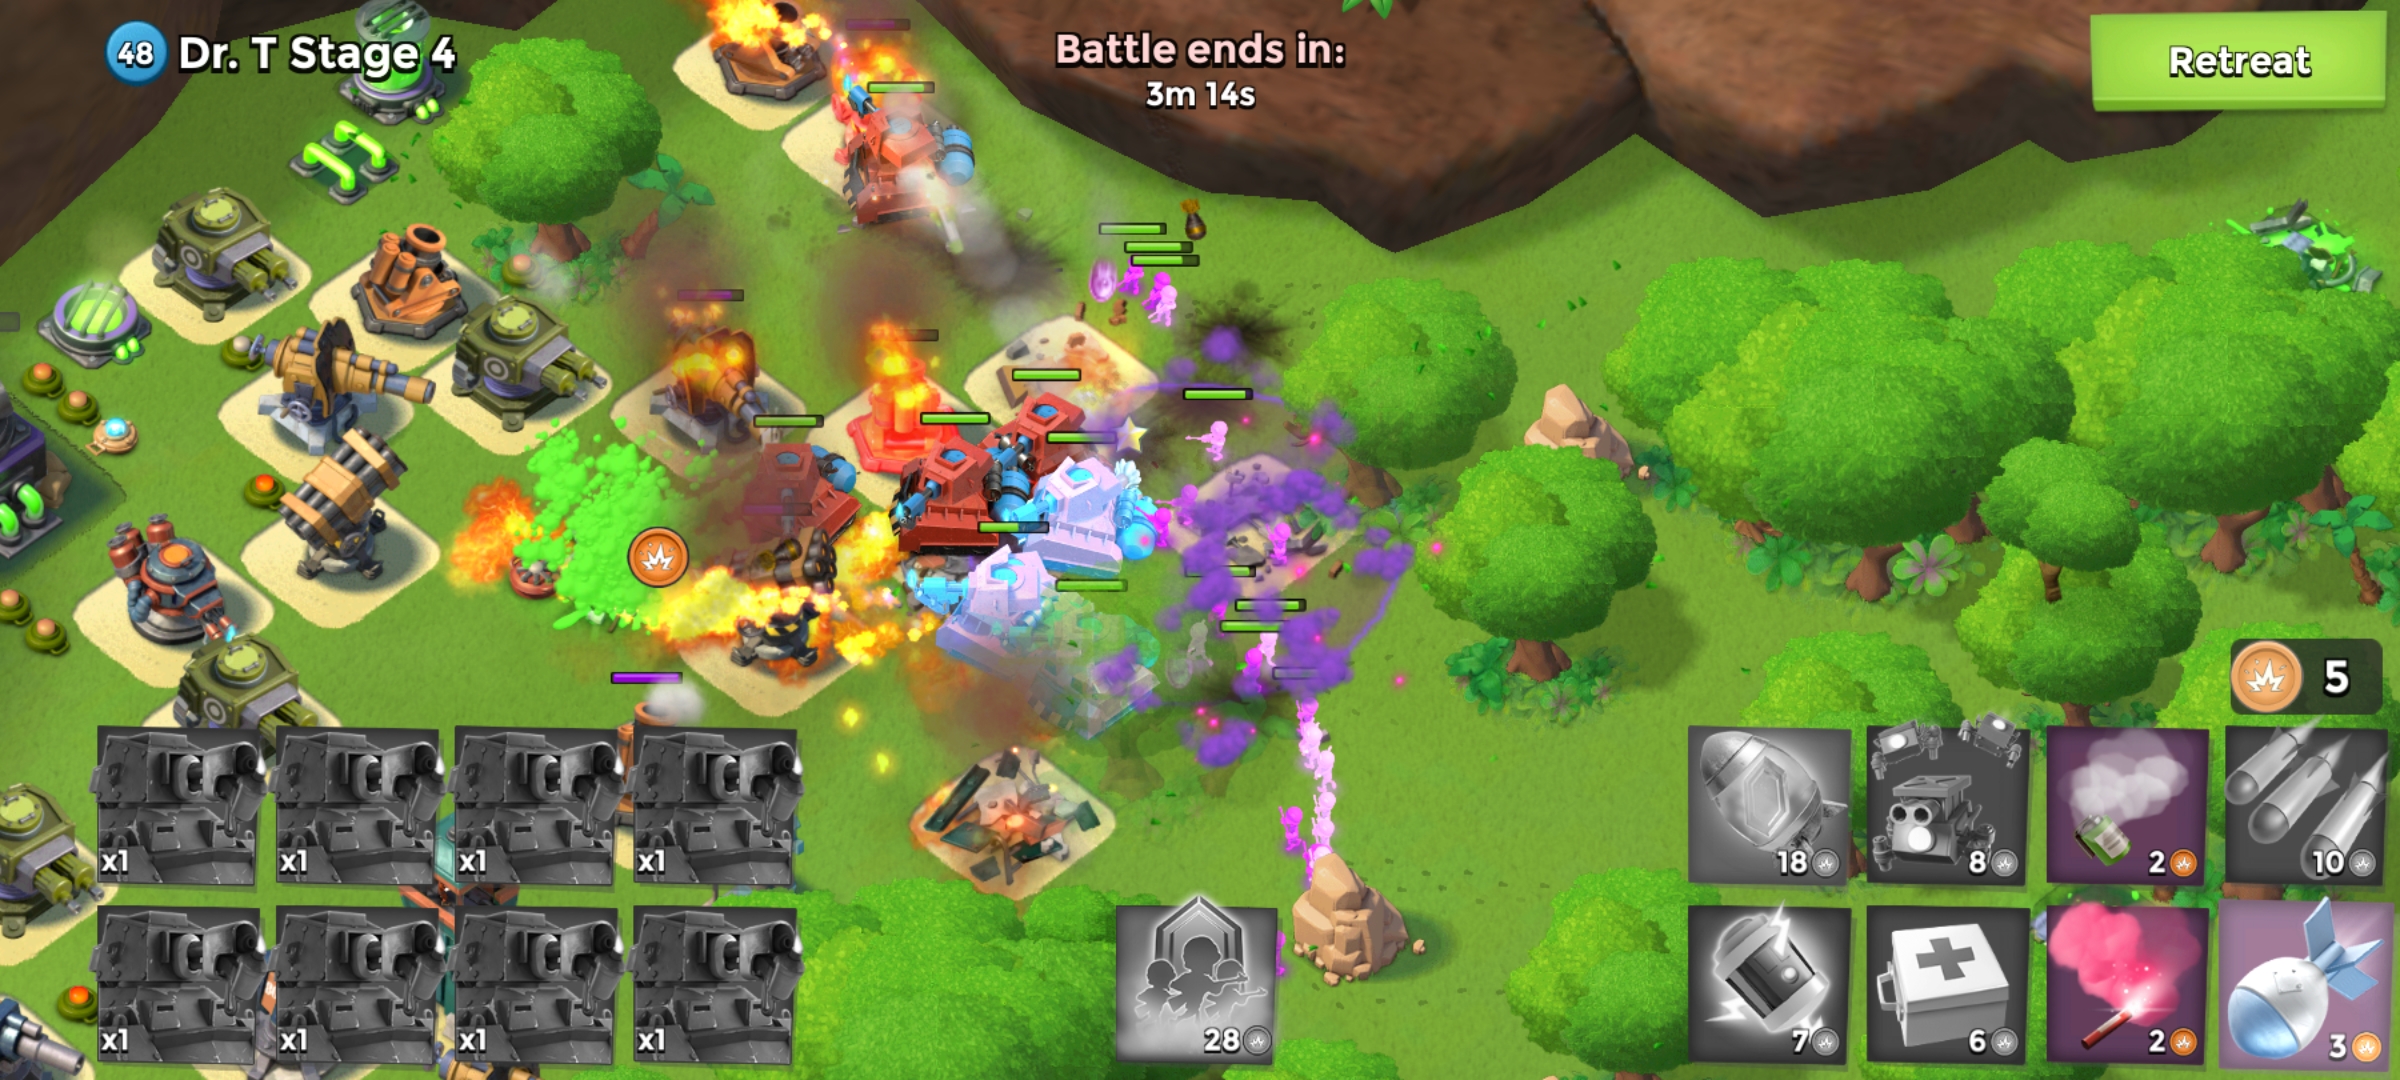 48 Dr. T Stage 4
Battle ends in:
3m 14s
Retreat
5
x1 x1 x1 x1
18 8 2 10
x1 x1 x1 x1
28
7 6 2 3